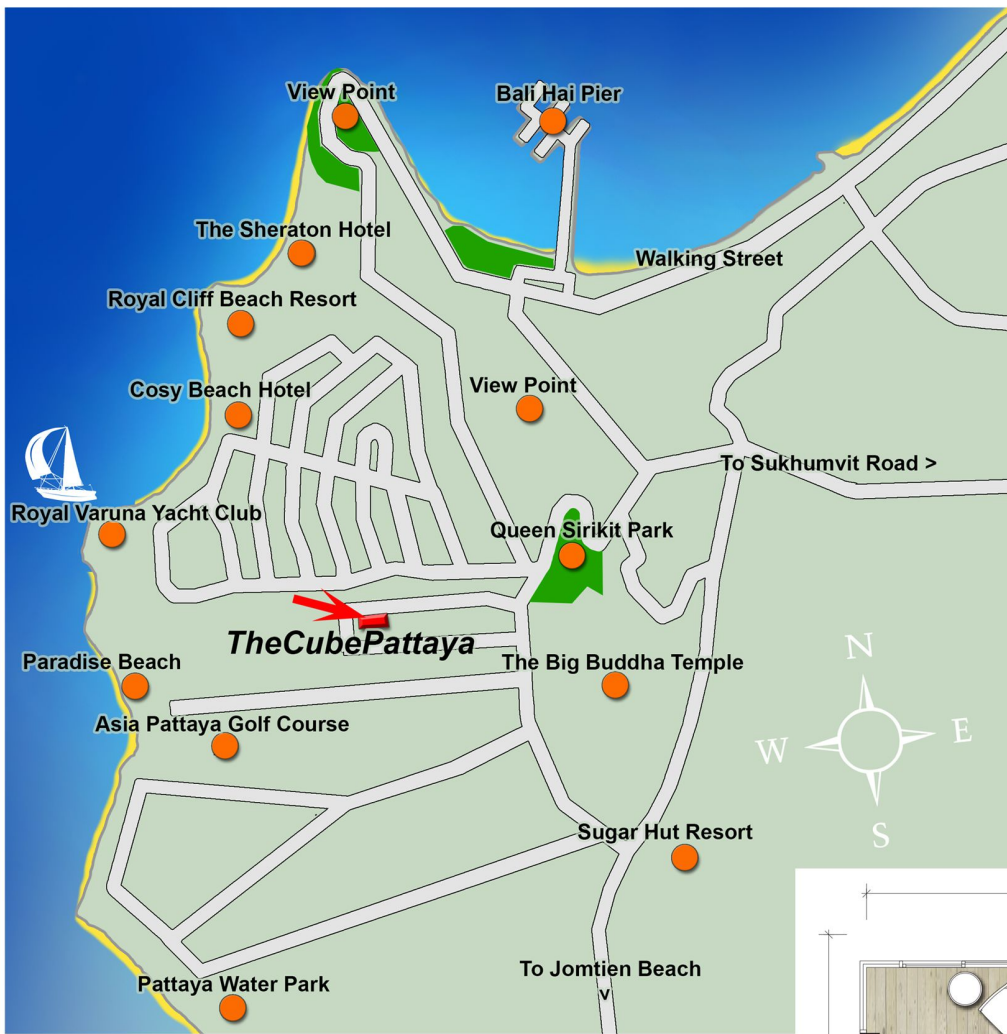 View Point
Bali Hai Pier
The Sheraton Hotel
Walking Street
Royal Cliff Beach Resort
Cosy Beach Hotel
View Point
To Sukhumvit Road >
Royal Varuna Yacht Club
Queen Sirikit Park
TheCubePattaya
Paradise Beach
The Big Buddha Temple
N
Asia Pattaya Golf Course
W
E
S
Sugar Hut Resort
To Jomtien Beach
v
Pattaya Water Park